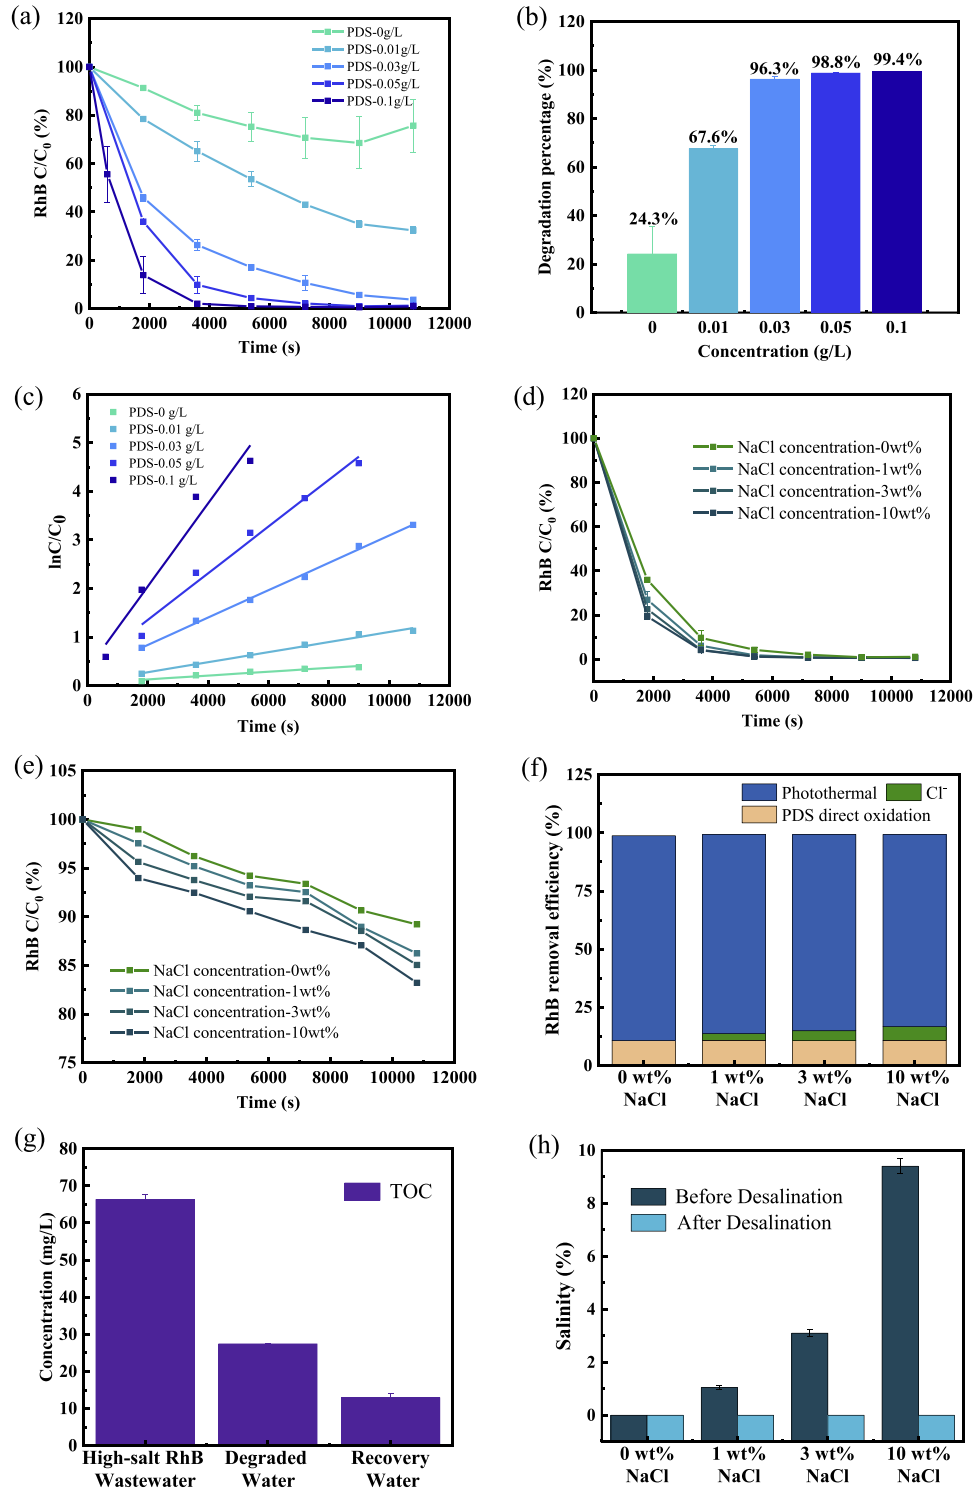 (a)
PDS-0g/L
PDS-0.01g/L
PDS-0.03g/L
PDS-0.05g/L
PDS-0.1g/L
RhB C/C0 (%)
120
100
80
60
40
20
0
0 2000 4000 6000 8000 10000 12000
Time (s)
(b)
Degradation percentage (%)
120
100
80
60
40
20
0
24.3%
67.6%
96.3%
98.8%
99.4%
0 0.01 0.03 0.05 0.1
Concentration (g/L)
(c)
PDS-0 g/L
PDS-0.01 g/L
PDS-0.03 g/L
PDS-0.05 g/L
PDS-0.1 g/L
lnC/C0
6
5
4
3
2
1
0
0 2000 4000 6000 8000 10000 12000
Time (s)
(d)
NaCl concentration-0wt%
NaCl concentration-1wt%
NaCl concentration-3wt%
NaCl concentration-10wt%
RhB C/C0 (%)
120
100
80
60
40
20
0
0 2000 4000 6000 8000 10000 12000
Time (s)
(e)
RhB C/C0 (%)
105
100
95
90
85
80
75
NaCl concentration-0wt%
NaCl concentration-1wt%
NaCl concentration-3wt%
NaCl concentration-10wt%
0 2000 4000 6000 8000 10000 12000
Time (s)
(f)
Photothermal
Cl-
PDS direct oxidation
RhB removal efficiency (%)
125
100
75
50
25
0
0 wt% 1 wt% 3 wt% 10 wt%
NaCl NaCl NaCl NaCl
(g)
TOC
Concentration (mg/L)
80
70
60
50
40
30
20
10
0
High-salt RhB Degraded Recovery
Wastewater Water Water
(h)
Before Desalination
After Desalination
Salinity (%)
10
8
6
4
2
0
0 wt% 1 wt% 3 wt% 10 wt%
NaCl NaCl NaCl NaCl